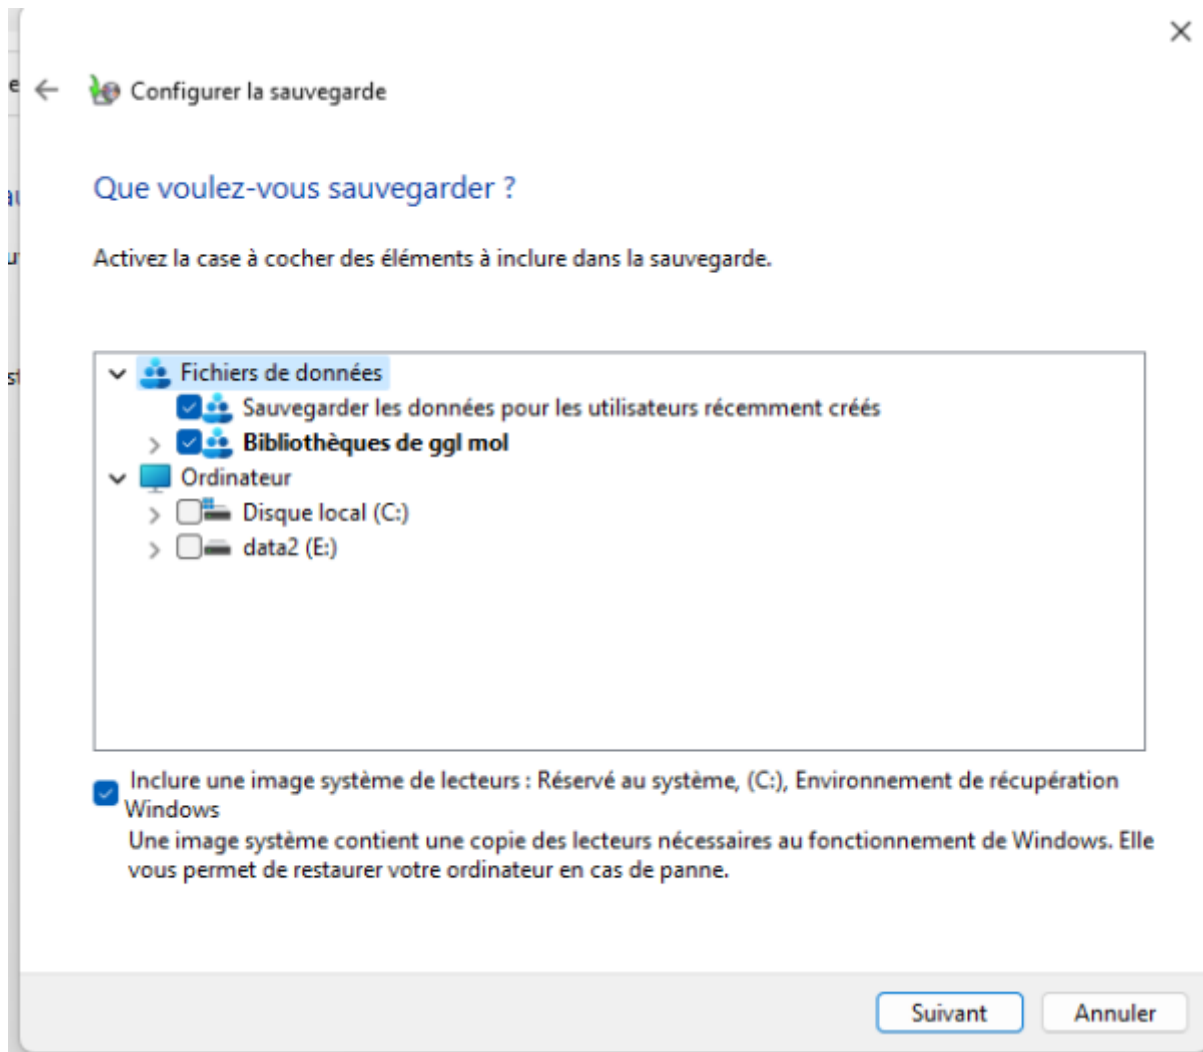 Configurer la sauvegarde
Que voulez-vous sauvegarder ?
Activez la case à cocher des éléments à inclure dans la sauvegarde.
Fichiers de données
Sauvegarder les données pour les utilisateurs récemment créés
Bibliothèques de ggl mol
Ordinateur
Disque local (C:)
data2 (E:)
Inclure une image système de lecteurs : Réservé au système, (C:), Environnement de récupération
Windows
Une image système contient une copie des lecteurs nécessaires au fonctionnement de Windows. Elle
vous permet de restaurer votre ordinateur en cas de panne.
Suivant Annuler